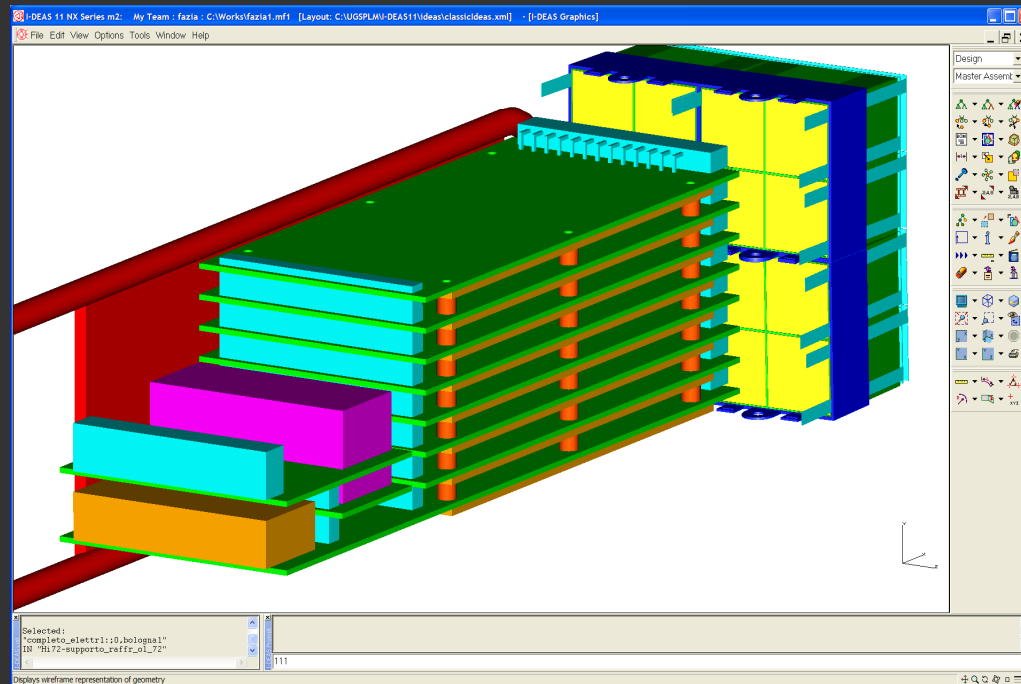 I-DEAS 11 NX Series m2: My Team : fazia : C:\Works\fazia1.mf1 [Layout: C:\UGSPLM\I-DEAS11\ideas\classicIdeas.xml] - [I-DEAS Graphics]
File Edit View Options Tools Window Help
Design
Master Assemb
Y
X
XYZ
Selected:
"completo_elettr1:;0,bologna1"
IN "Hi72-supporto_raffr_ol_72"
111
Displays wireframe representation of geometry